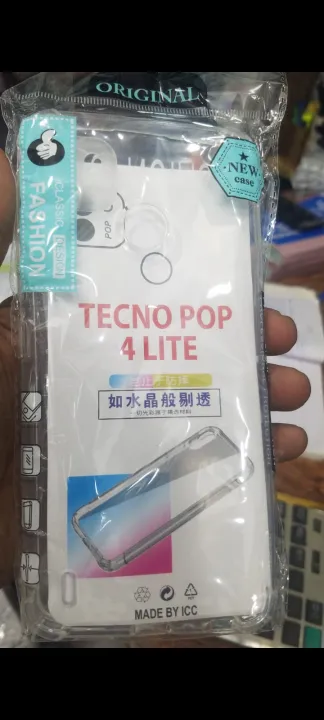 ORIGINAL
NEW
case
CLASSIC DESIGN
FASHION
POP
TECNO POP
4 LITE
如水晶般剔透
MADE BY ICC